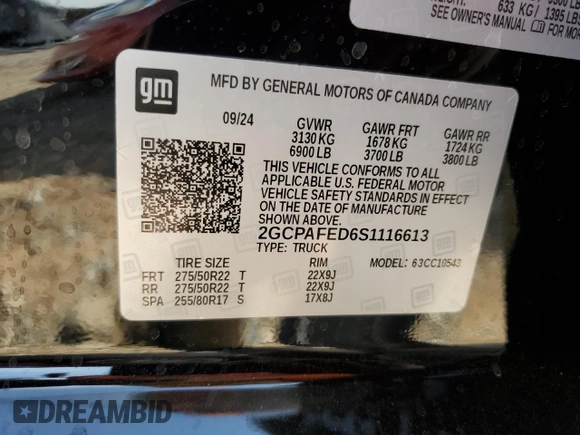 633 KG / 1395 LB
SEE OWNER'S MANUAL FOR MOR
gm
MFD BY GENERAL MOTORS OF CANADA COMPANY
09/24 GVWR GAWR FRT GAWR RR
3130 KG 1678 KG 1724 KG
6900 LB 3700 LB 3800 LB
THIS VEHICLE CONFORMS TO ALL
APPLICABLE U.S. FEDERAL MOTOR
VEHICLE SAFETY STANDARDS IN EFFECT
ON THE DATE OF MANUFACTURE
SHOWN ABOVE.
2GCPAFED6S1116613
TYPE: TRUCK MODEL: 63CC10543
TIRE SIZE RIM
FRT 275/50R22 T 22X9J
RR 275/50R22 T 22X9J
SPA 255/80R17 S 17X8J
DREAMBID